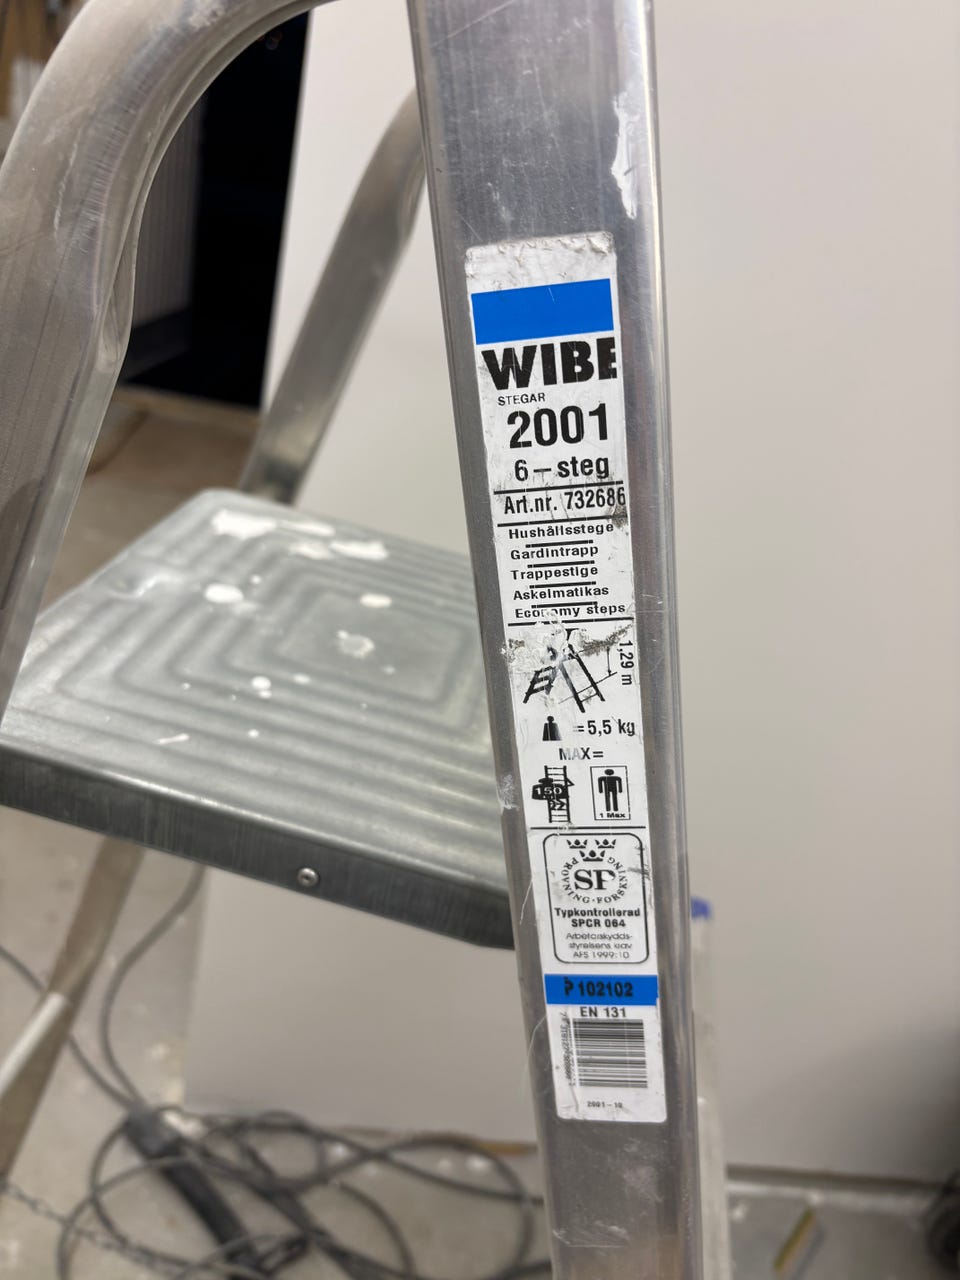 WIBE
STEGAR
2001
6-steg
Art.nr. 732686
Hushållsstege
Gardintrapp
Trappestige
Askelmatikas
Economy steps
1,29 m
=5,5 kg
MAX=
150
1 Max
PROVNING·FORSKNING
SP
Typkontrollerad
SPCR 064
Arbetarskydds-
styrelsens krav
AFS 1999:10
102102
EN 131
2001-10